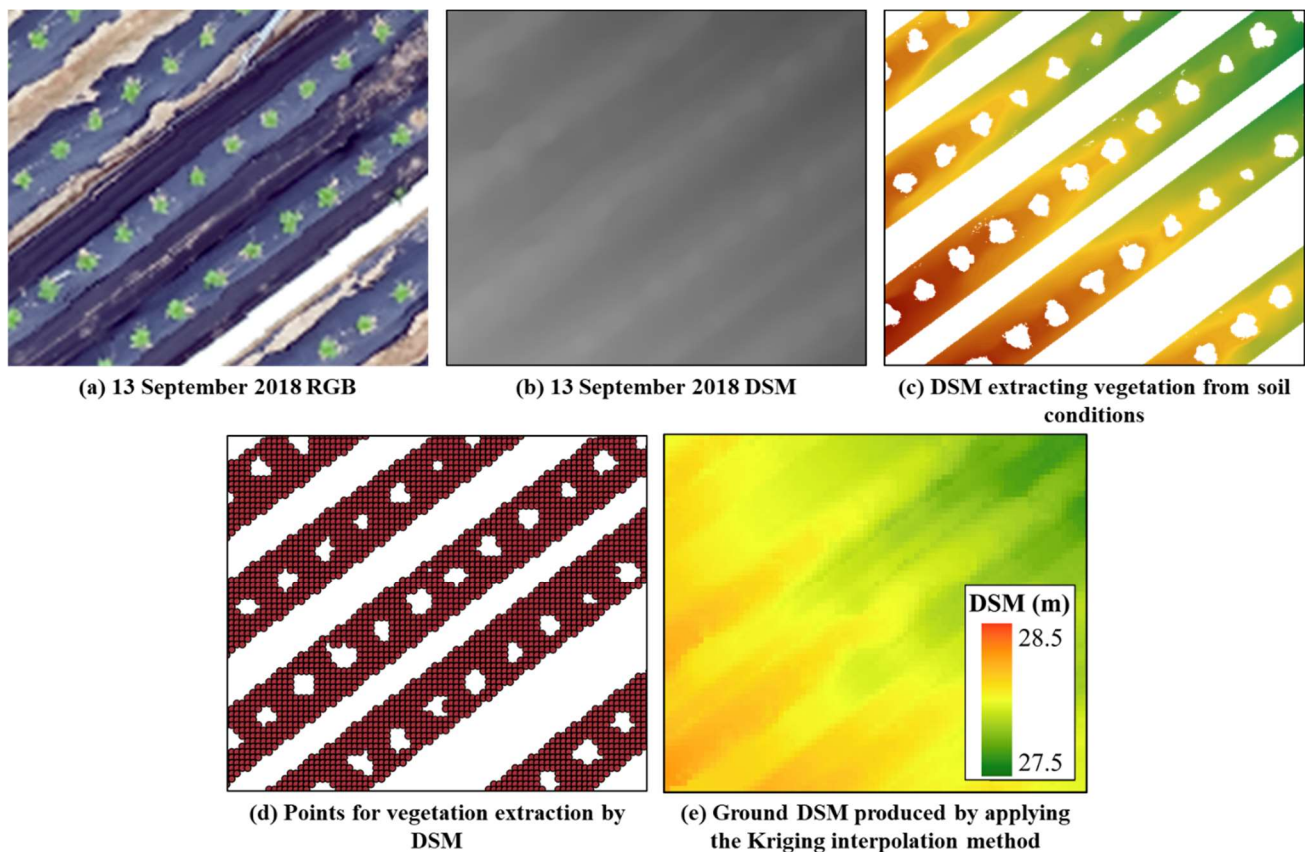 (a) 13 September 2018 RGB
(b) 13 September 2018 DSM
(c) DSM extracting vegetation from soil
conditions
DSM (m)
28.5
27.5
(d) Points for vegetation extraction by
DSM
(e) Ground DSM produced by applying
the Kriging interpolation method